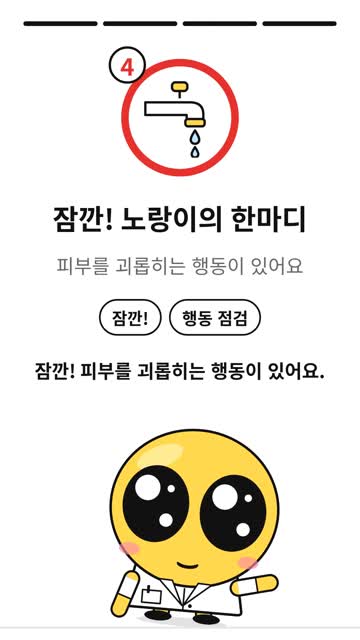 4
잠깐! 노랑이의 한마디
피부를 괴롭히는 행동이 있어요
잠깐! 행동 점검
잠깐! 피부를 괴롭히는 행동이 있어요.